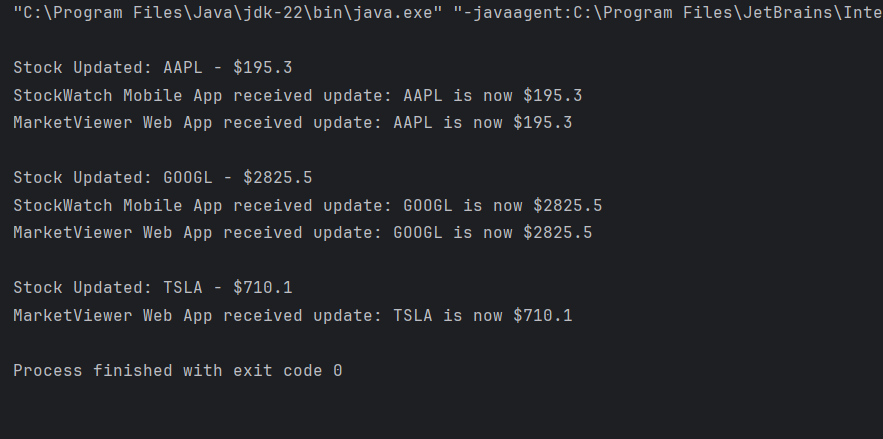 "C:\Program Files\Java\jdk-22\bin\java.exe" "-javaagent:C:\Program Files\JetBrains\Inte
Stock Updated: AAPL - $195.3
StockWatch Mobile App received update: AAPL is now $195.3
MarketViewer Web App received update: AAPL is now $195.3
Stock Updated: GOOGL - $2825.5
StockWatch Mobile App received update: GOOGL is now $2825.5
MarketViewer Web App received update: GOOGL is now $2825.5
Stock Updated: TSLA - $710.1
MarketViewer Web App received update: TSLA is now $710.1
Process finished with exit code 0